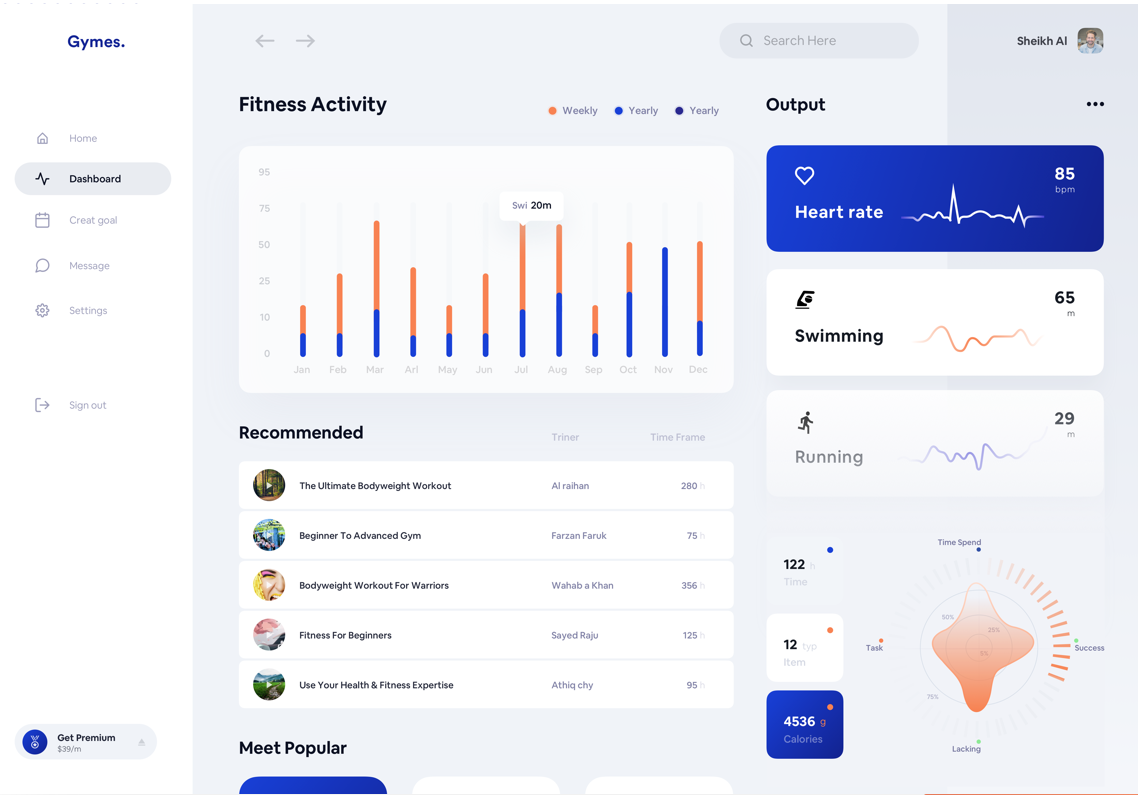 Gymes.
Search Here
Sheikh Al
Home
Dashboard
Creat goal
Message
Settings
Sign out
Get Premium
$39/m
Fitness Activity
Weekly Yearly Yearly
95
75
50
25
10
0
Swi 20m
Jan Feb Mar Arl May Jun Jul Aug Sep Oct Nov Dec
Recommended Triner Time Frame
The Ultimate Bodyweight Workout Al raihan 280 h
Beginner To Advanced Gym Farzan Faruk 75 h
Bodyweight Workout For Warriors Wahab a Khan 356 h
Fitness For Beginners Sayed Raju 125 h
Use Your Health & Fitness Expertise Athiq chy 95 h
Meet Popular
Output
85
bpm
Heart rate
65
m
Swimming
29
m
Running
122 h
Time
12 typ
Item
4536 g
Calories
Time Spend
50%
25%
5%
75%
Task
Success
Lacking